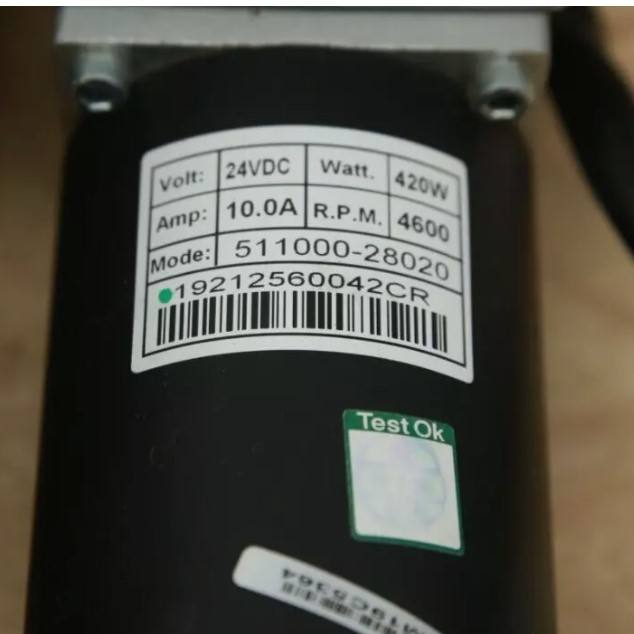 Volt: 24VDC Watt. 420W
Amp: 10.0A R.P.M. 4600
Mode: 511000-28020
19212560042CR
Test Ok